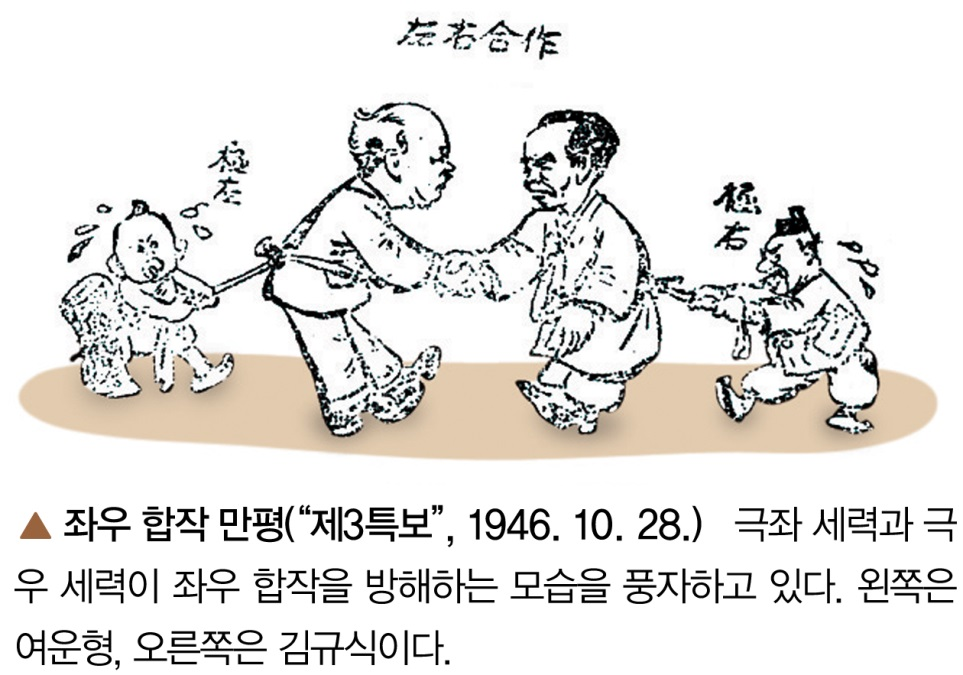 左右合作
極左
極右
▲ 좌우 합작 만평(“제3특보”, 1946. 10. 28.) 극좌 세력과 극
우 세력이 좌우 합작을 방해하는 모습을 풍자하고 있다. 왼쪽은
여운형, 오른쪽은 김규식이다.